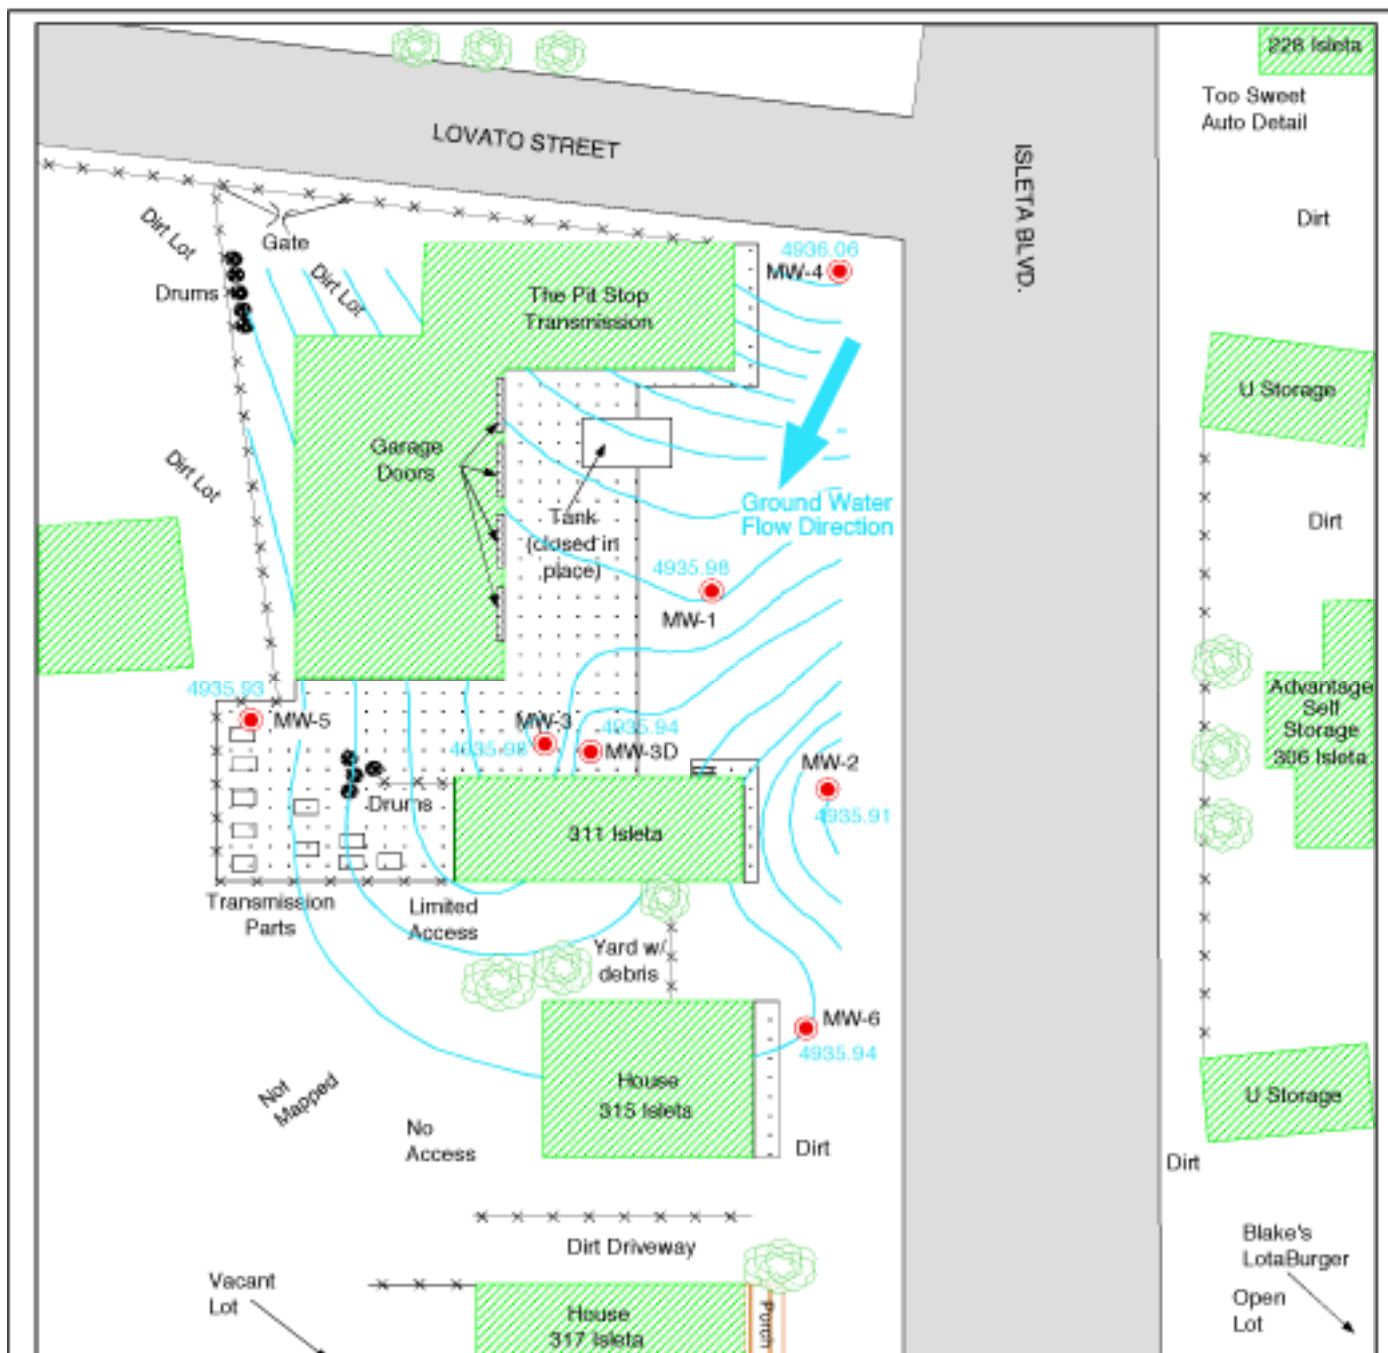 228 Isleta
Too Sweet
Auto Detail
LOVATO STREET
ISLETA BLVD.
Dirt
Dirt Lot
Gate
4936.06
MW-4
Dirt Lot
Drums
The Pit Stop
Transmission
U Storage
Garage
Doors
Dirt Lot
Ground Water
Flow Direction
Tank
(closed in
place)
Dirt
4935.98
MW-1
4935.93
MW-5
MW-3
4935.94
4935.98
MW-3D
MW-2
4935.91
Advantage
Self
Storage
306 Isleta
Drums
311 Isleta
Transmission
Parts
Limited
Access
Yard w/
debris
MW-6
4935.94
House
315 Isleta
Not
Mapped
No
Access
Dirt
U Storage
Dirt
Dirt Driveway
Blake's
LotaBurger
Vacant
Lot
Open
Lot
House
317 Isleta
Porch